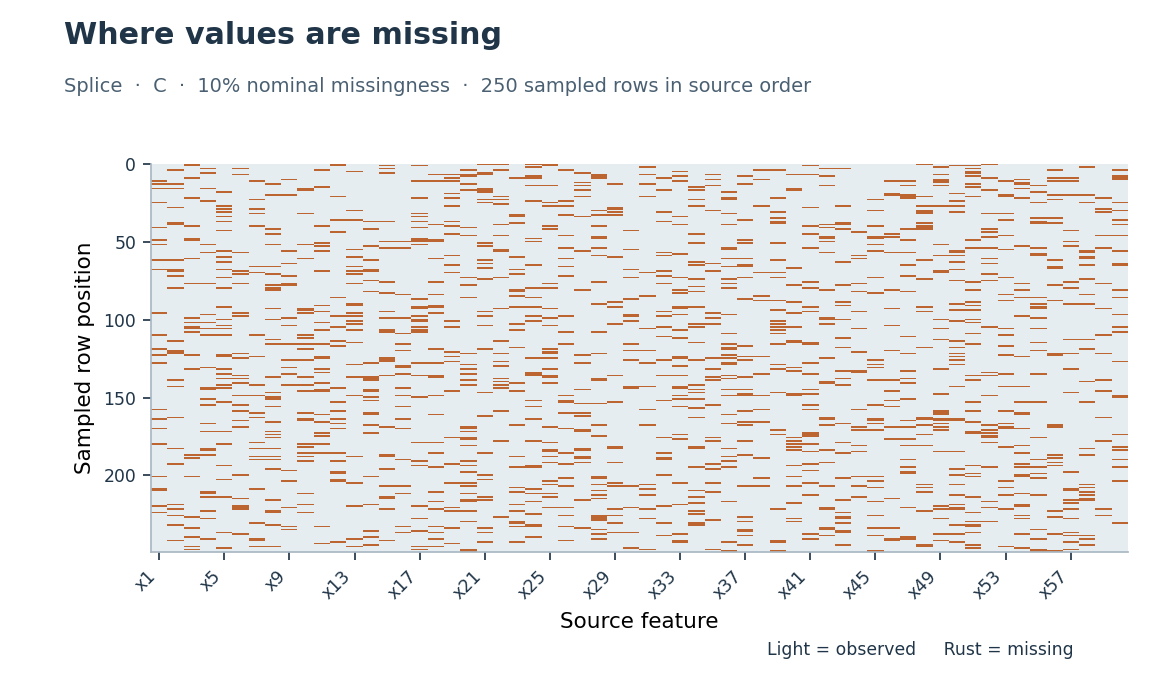 Where values are missing
Splice · C · 10% nominal missingness · 250 sampled rows in source order
Sampled row position
0
50
100
150
200
x1 x5 x9 x13 x17 x21 x25 x29 x33 x37 x41 x45 x49 x53 x57
Source feature
Light = observed Rust = missing